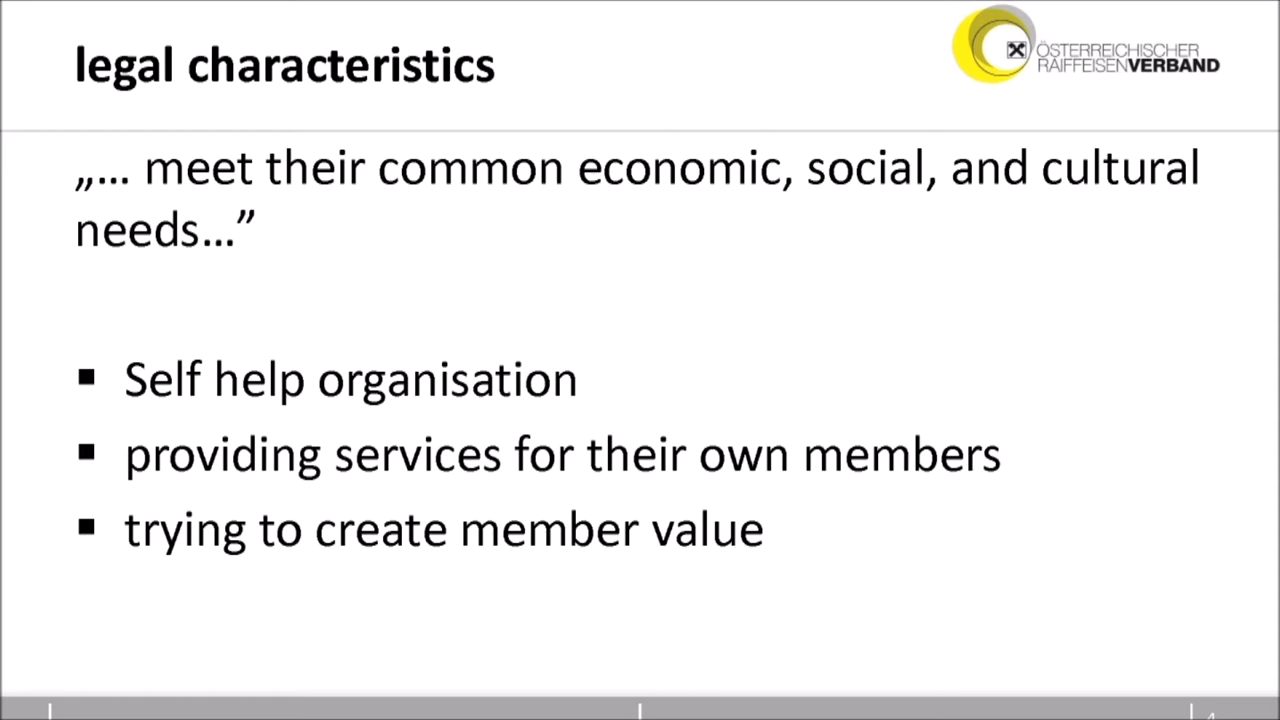 legal characteristics
ÖSTERREICHISCHER
RAIFFEISENVERBAND
„… meet their common economic, social, and cultural
needs…”
▪ Self help organisation
▪ providing services for their own members
▪ trying to create member value